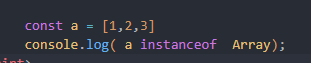 const a = [1,2,3]
console.log( a instanceof  Array);